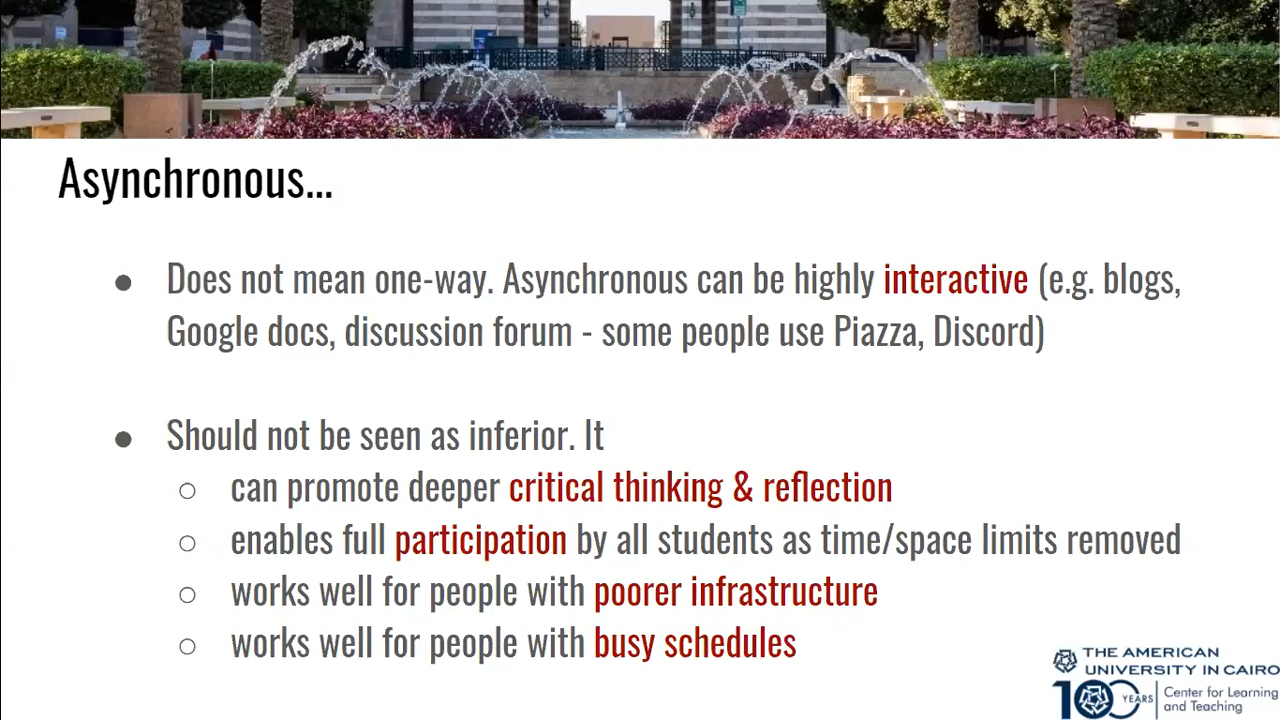 Asynchronous...
● Does not mean one-way. Asynchronous can be highly interactive (e.g. blogs,
Google docs, discussion forum - some people use Piazza, Discord)
● Should not be seen as inferior. It
○ can promote deeper critical thinking & reflection
○ enables full participation by all students as time/space limits removed
○ works well for people with poorer infrastructure
○ works well for people with busy schedules
THE AMERICAN
UNIVERSITY IN CAIRO
100 YEARS
Center for Learning
and Teaching